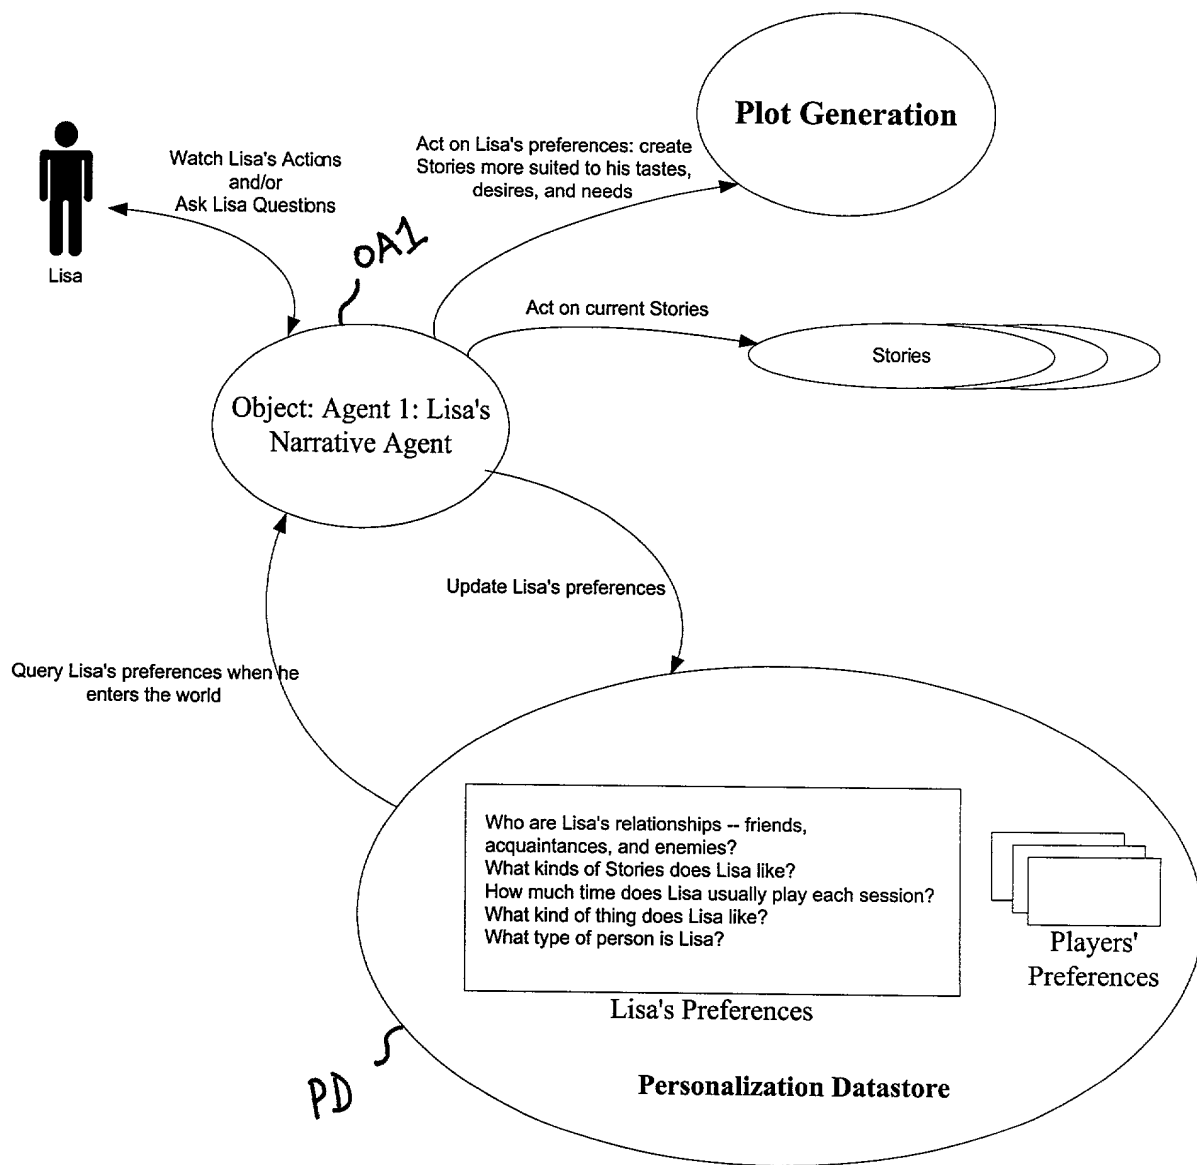 Plot Generation
Act on Lisa's preferences: create
Stories more suited to his tastes,
desires, and needs
Watch Lisa's Actions
and/or
Ask Lisa Questions
Lisa
OA1
Act on current Stories
Stories
Object: Agent 1: Lisa's
Narrative Agent
Update Lisa's preferences
Query Lisa's preferences when he
enters the world
Who are Lisa's relationships -- friends,
acquaintances, and enemies?
What kinds of Stories does Lisa like?
How much time does Lisa usually play each session?
What kind of thing does Lisa like?
What type of person is Lisa?
Lisa's Preferences
Players'
Preferences
PD
Personalization Datastore